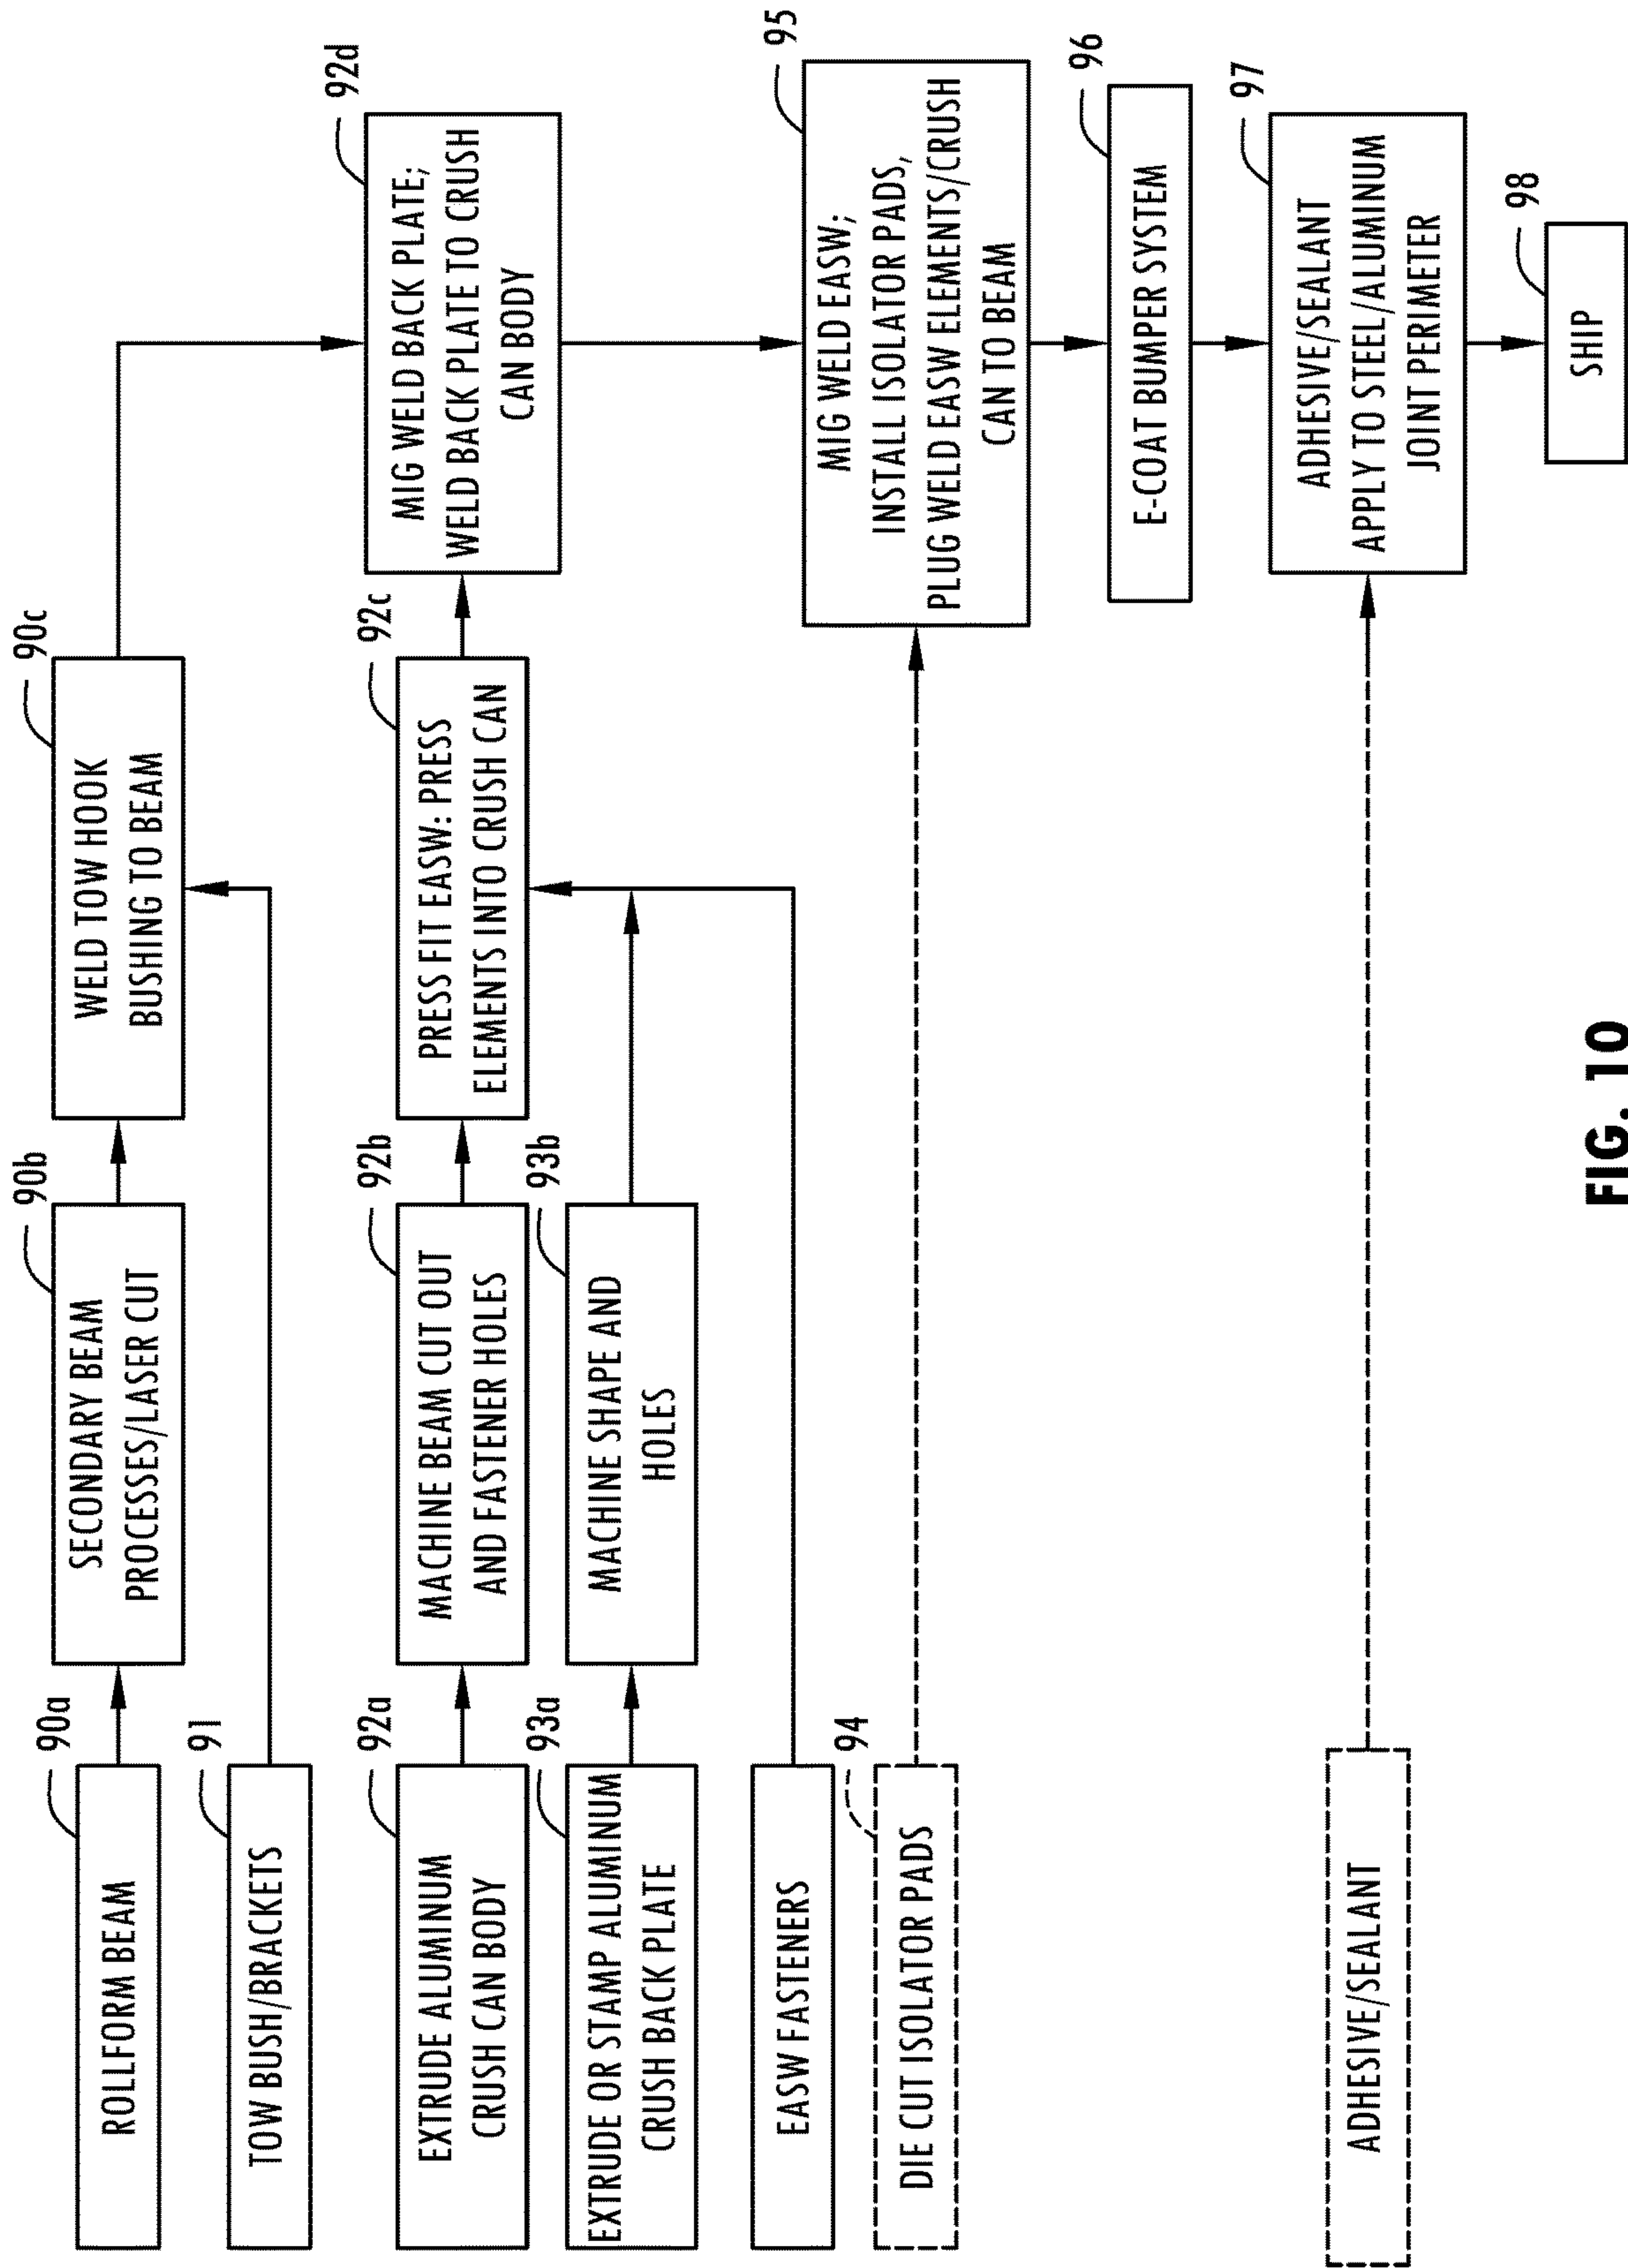 90a
ROLLFORM BEAM
90b
SECONDARY BEAM
PROCESSES/LASER CUT
90c
WELD TOW HOOK
BUSHING TO BEAM
91
TOW BUSH/BRACKETS
92a
EXTRUDE ALUMINUM
CRUSH CAN BODY
92b
MACHINE BEAM CUT OUT
AND FASTENER HOLES
92c
PRESS FIT EASW: PRESS
ELEMENTS INTO CRUSH CAN
92d
MIG WELD BACK PLATE;
WELD BACK PLATE TO CRUSH
CAN BODY
93a
EXTRUDE OR STAMP ALUMINUM
CRUSH BACK PLATE
93b
MACHINE SHAPE AND
HOLES
EASW FASTENERS
94
DIE CUT ISOLATOR PADS
95
MIG WELD EASW;
INSTALL ISOLATOR PADS,
PLUG WELD EASW ELEMENTS/CRUSH
CAN TO BEAM
96
E-COAT BUMPER SYSTEM
ADHESIVE/SEALANT
97
ADHESIVE/SEALANT
APPLY TO STEEL/ALUMINUM
JOINT PERIMETER
98
SHIP
FIG. 10